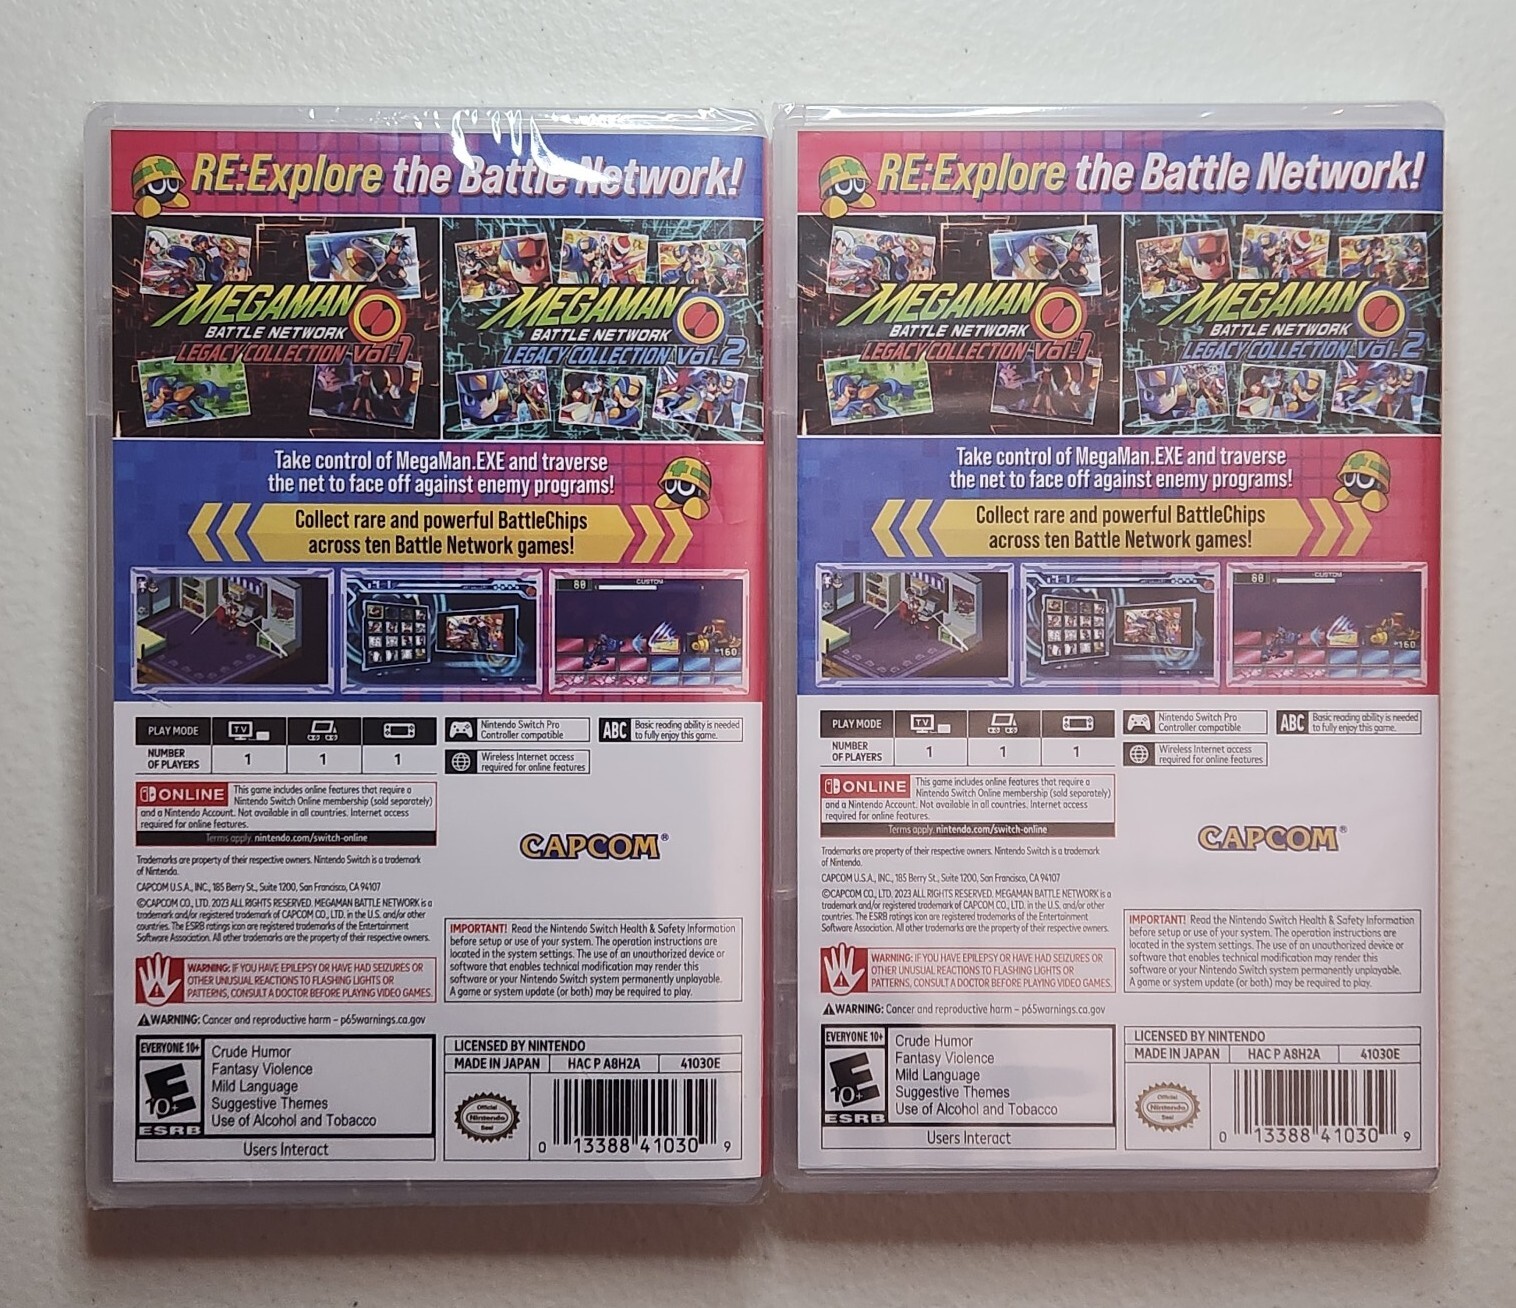 RE:Explore the Battle Network!
MEGAMAN
BATTLE NETWORK
LEGACY COLLECTION Vol.1
MEGAMAN
BATTLE NETWORK
LEGACY COLLECTION Vol.2
Take control of MegaMan.EXE and traverse
the net to face off against enemy programs!
Collect rare and powerful BattleChips
across ten Battle Network games!
80
CUSTOM
160
PLAY MODE
TV
NUMBER
OF PLAYERS
1
1
1
Nintendo Switch Pro
Controller compatible
ABC
Basic reading ability is needed
to fully enjoy this game.
Wireless Internet access
required for online features
ONLINE
This game includes online features that require a
Nintendo Switch Online membership (sold separately)
and a Nintendo Account. Not available in all countries. Internet access
required for online features.
Terms apply. nintendo.com/switch-online
CAPCOM®
Trademarks are property of their respective owners. Nintendo Switch is a trademark
of Nintendo.
CAPCOM U.S.A., INC., 185 Berry St., Suite 1200, San Francisco, CA 94107
©CAPCOM CO., LTD. 2023 ALL RIGHTS RESERVED. MEGAMAN BATTLE NETWORK is a
trademark and/or registered trademark of CAPCOM CO., LTD. in the U.S. and/or other
countries. The ESRB ratings icon are registered trademarks of the Entertainment
Software Association. All other trademarks are the property of their respective owners.
WARNING: IF YOU HAVE EPILEPSY OR HAVE HAD SEIZURES OR
OTHER UNUSUAL REACTIONS TO FLASHING LIGHTS OR
PATTERNS, CONSULT A DOCTOR BEFORE PLAYING VIDEO GAMES.
WARNING: Cancer and reproductive harm – p65warnings.ca.gov
IMPORTANT! Read the Nintendo Switch Health & Safety Information
before setup or use of your system. The operation instructions are
located in the system settings. The use of an unauthorized device or
software that enables technical modification may render this
software or your Nintendo Switch system permanently unplayable.
A game or system update (or both) may be required to play.
EVERYONE 10+
E
10+
ESRB
Crude Humor
Fantasy Violence
Mild Language
Suggestive Themes
Use of Alcohol and Tobacco
Users Interact
LICENSED BY NINTENDO
MADE IN JAPAN
HAC P A8H2A
41030E
Official
Nintendo
Seal
0 13388 41030 9
RE:Explore the Battle Network!
MEGAMAN
BATTLE NETWORK
LEGACY COLLECTION Vol.1
MEGAMAN
BATTLE NETWORK
LEGACY COLLECTION Vol.2
Take control of MegaMan.EXE and traverse
the net to face off against enemy programs!
Collect rare and powerful BattleChips
across ten Battle Network games!
60
CUSTOM
160
PLAY MODE
TV
NUMBER
OF PLAYERS
1
1
1
Nintendo Switch Pro
Controller compatible
ABC
Basic reading ability is needed
to fully enjoy this game.
Wireless Internet access
required for online features
ONLINE
This game includes online features that require a
Nintendo Switch Online membership (sold separately)
and a Nintendo Account. Not available in all countries. Internet access
required for online features.
Terms apply. nintendo.com/switch-online
CAPCOM®
Trademarks are property of their respective owners. Nintendo Switch is a trademark
of Nintendo.
CAPCOM U.S.A., INC., 185 Berry St., Suite 1200, San Francisco, CA 94107
©CAPCOM CO., LTD. 2023 ALL RIGHTS RESERVED. MEGAMAN BATTLE NETWORK is a
trademark and/or registered trademark of CAPCOM CO., LTD. in the U.S. and/or other
countries. The ESRB ratings icon are registered trademarks of the Entertainment
Software Association. All other trademarks are the property of their respective owners.
WARNING: IF YOU HAVE EPILEPSY OR HAVE HAD SEIZURES OR
OTHER UNUSUAL REACTIONS TO FLASHING LIGHTS OR
PATTERNS, CONSULT A DOCTOR BEFORE PLAYING VIDEO GAMES.
WARNING: Cancer and reproductive harm – p65warnings.ca.gov
IMPORTANT! Read the Nintendo Switch Health & Safety Information
before setup or use of your system. The operation instructions are
located in the system settings. The use of an unauthorized device or
software that enables technical modification may render this
software or your Nintendo Switch system permanently unplayable.
A game or system update (or both) may be required to play.
EVERYONE 10+
E
10+
ESRB
Crude Humor
Fantasy Violence
Mild Language
Suggestive Themes
Use of Alcohol and Tobacco
Users Interact
LICENSED BY NINTENDO
MADE IN JAPAN
HAC P A8H2A
41030E
Official
Nintendo
Seal
0 13388 41030 9